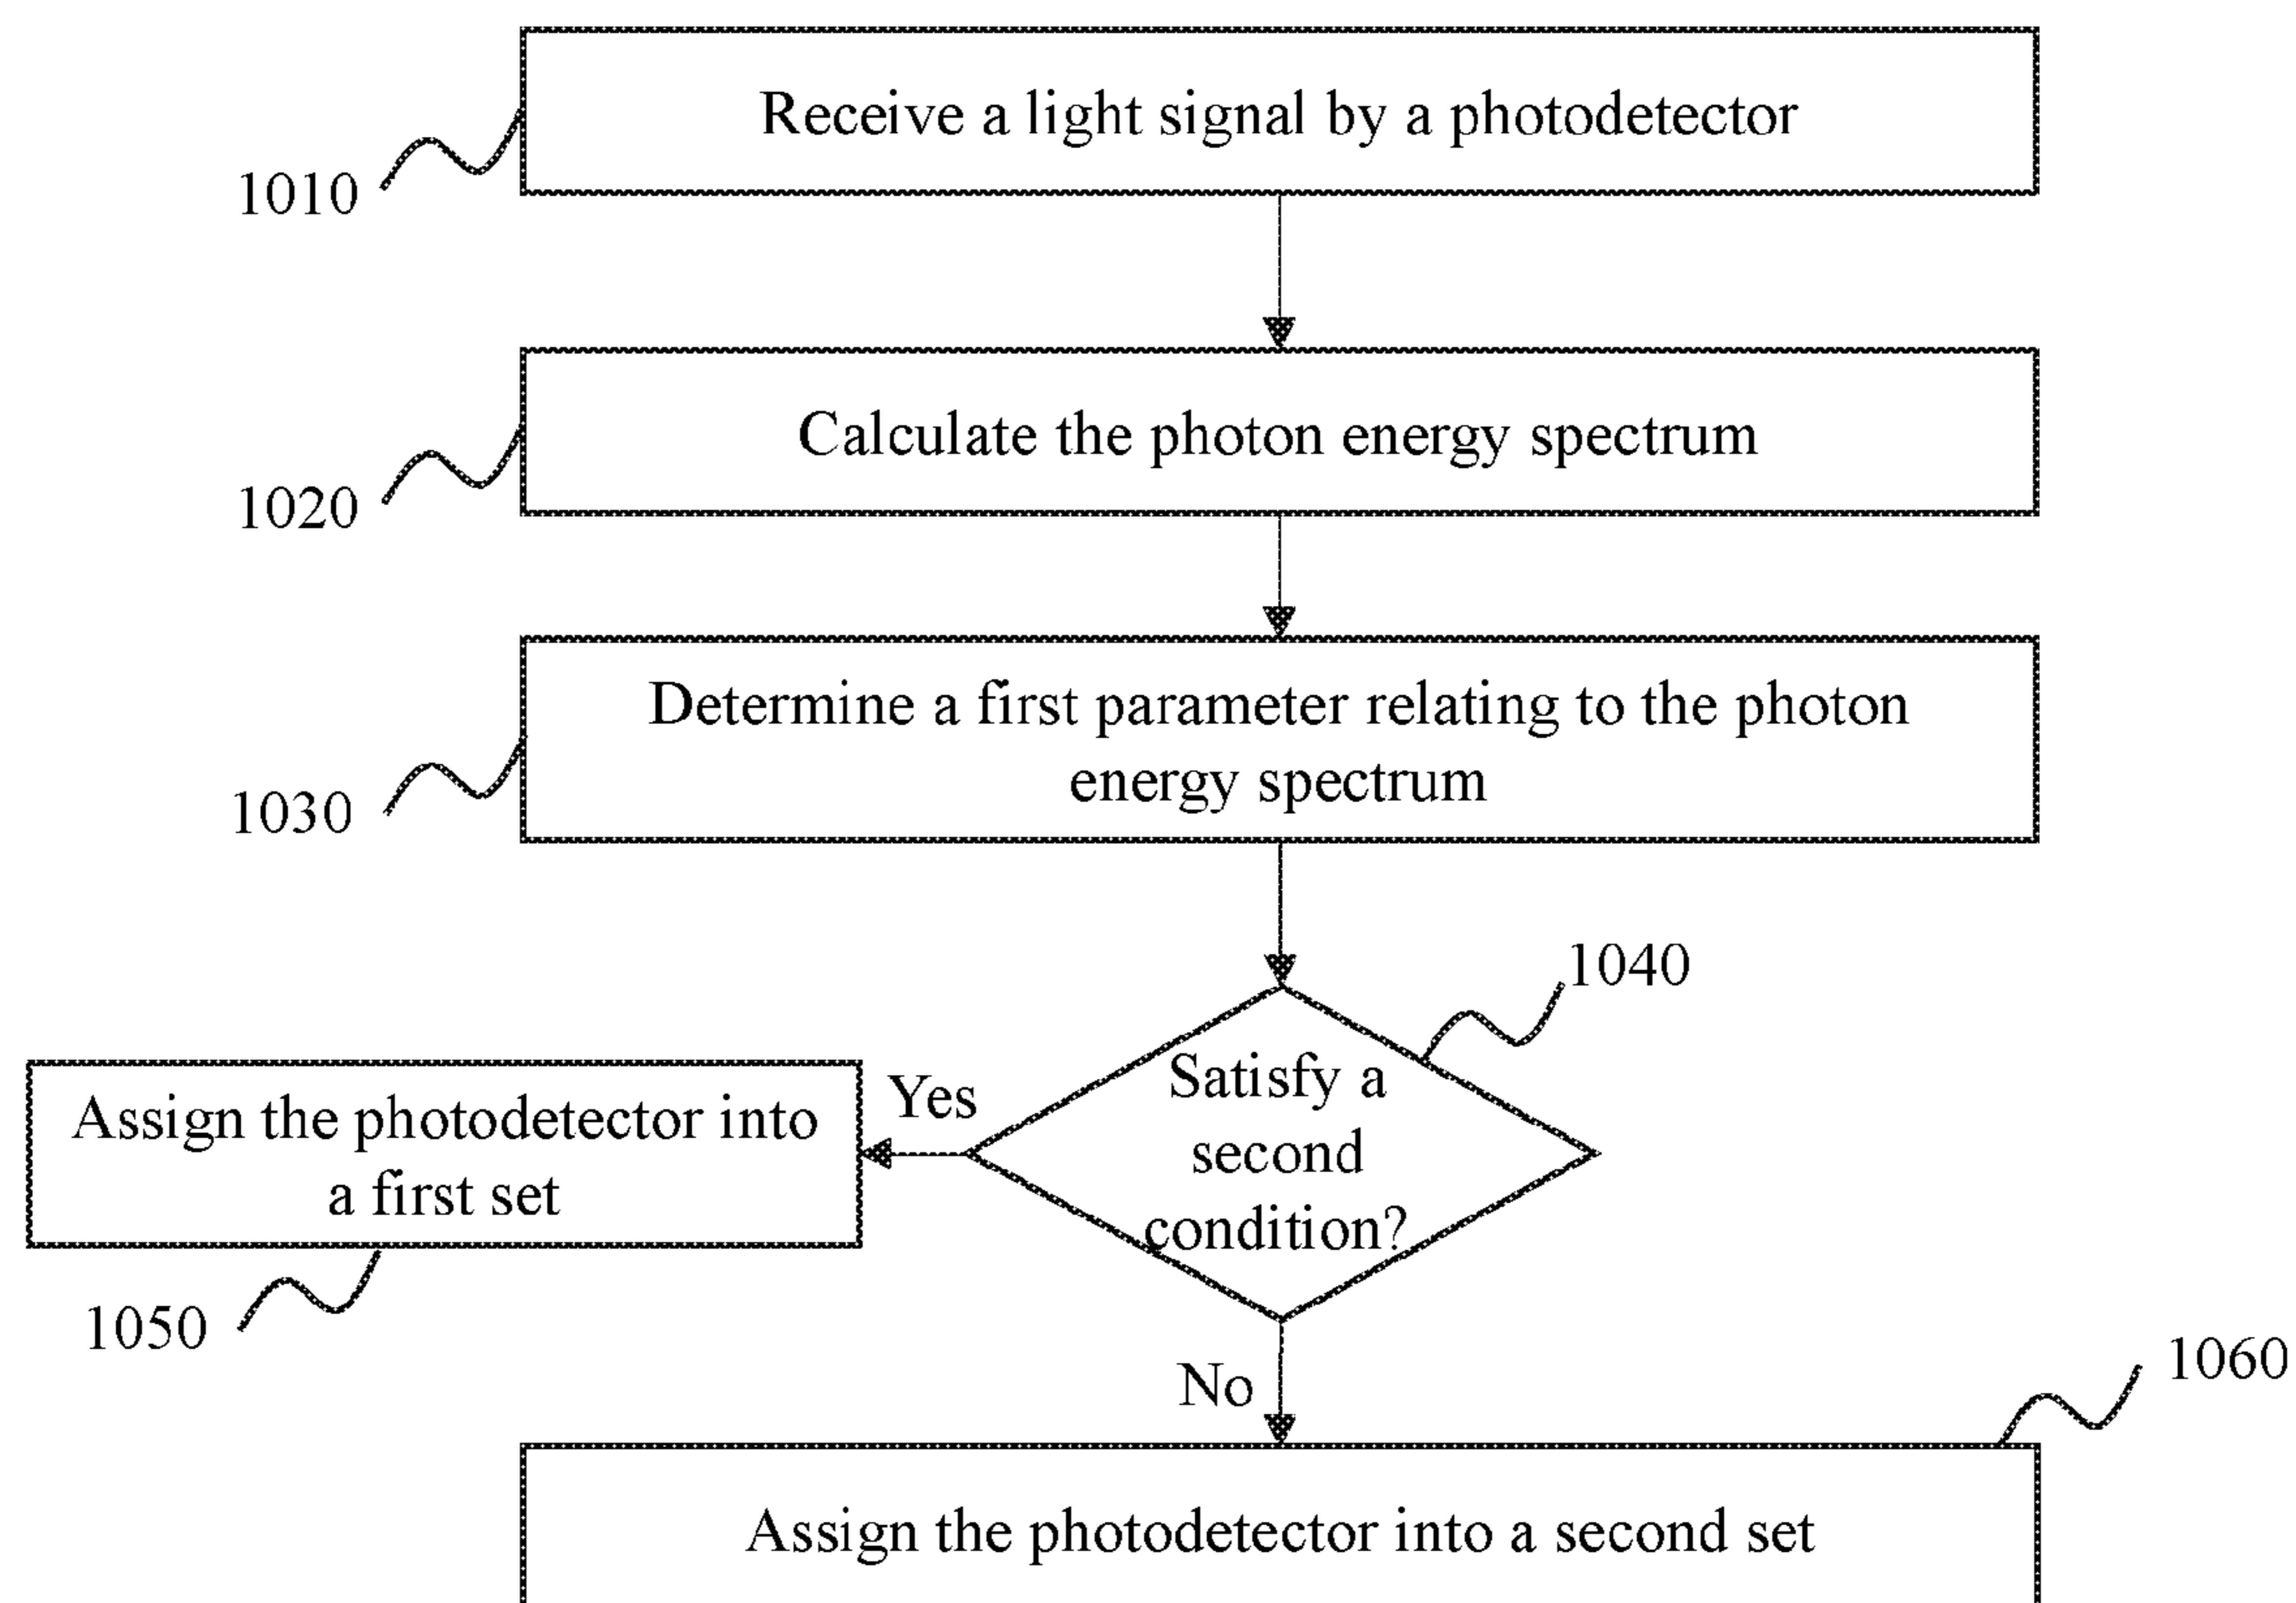 Receive a light signal by a photodetector
1010
Calculate the photon energy spectrum
1020
Determine a first parameter relating to the photon
energy spectrum
1030
1040
Satisfy a
second
condition?
Yes
Assign the photodetector into
a first set
1050
No
1060
Assign the photodetector into a second set